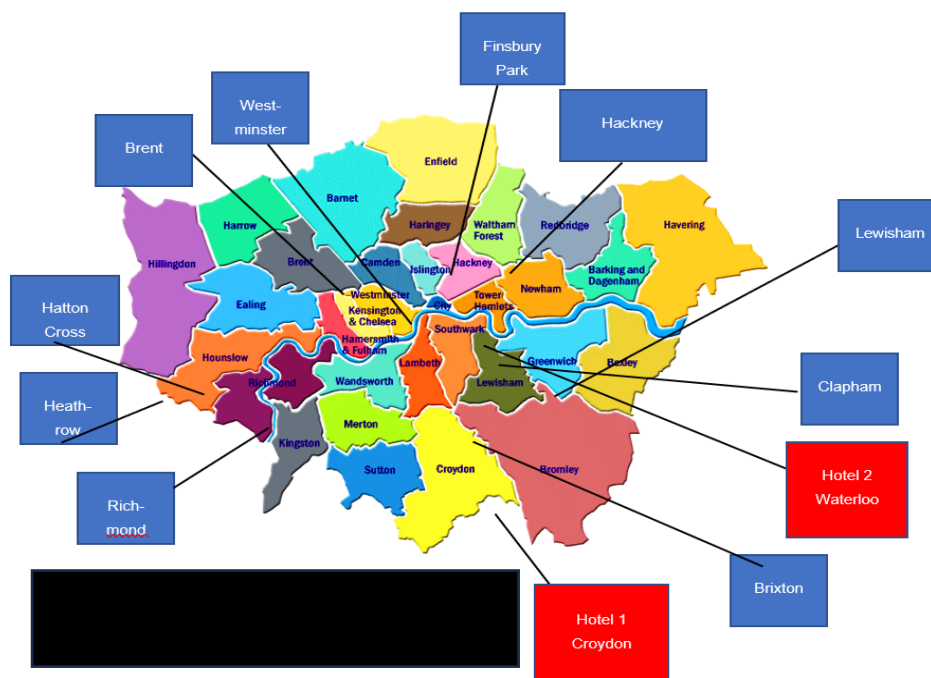 Finsbury
Park
West-
minster
Hackney
Brent
Enfield
Barnet
Harrow
Haringey
Waltham
Forest
Redbridge
Havering
Lewisham
Hillingdon
Brent
Camden
Islington
Hackney
Barking and
Dagenham
Ealing
Westminster
Kensington
& Chelsea
City
Tower
Hamlets
Newham
Hatton
Cross
Hounslow
Hamersmith
& Fulham
Southwark
Greenwich
Bexley
Richmond
Wandsworth
Lambeth
Lewisham
Clapham
Heath-
row
Kingston
Merton
Sutton
Croydon
Bromley
Hotel 2
Waterloo
Rich-
mond
Brixton
Hotel 1
Croydon